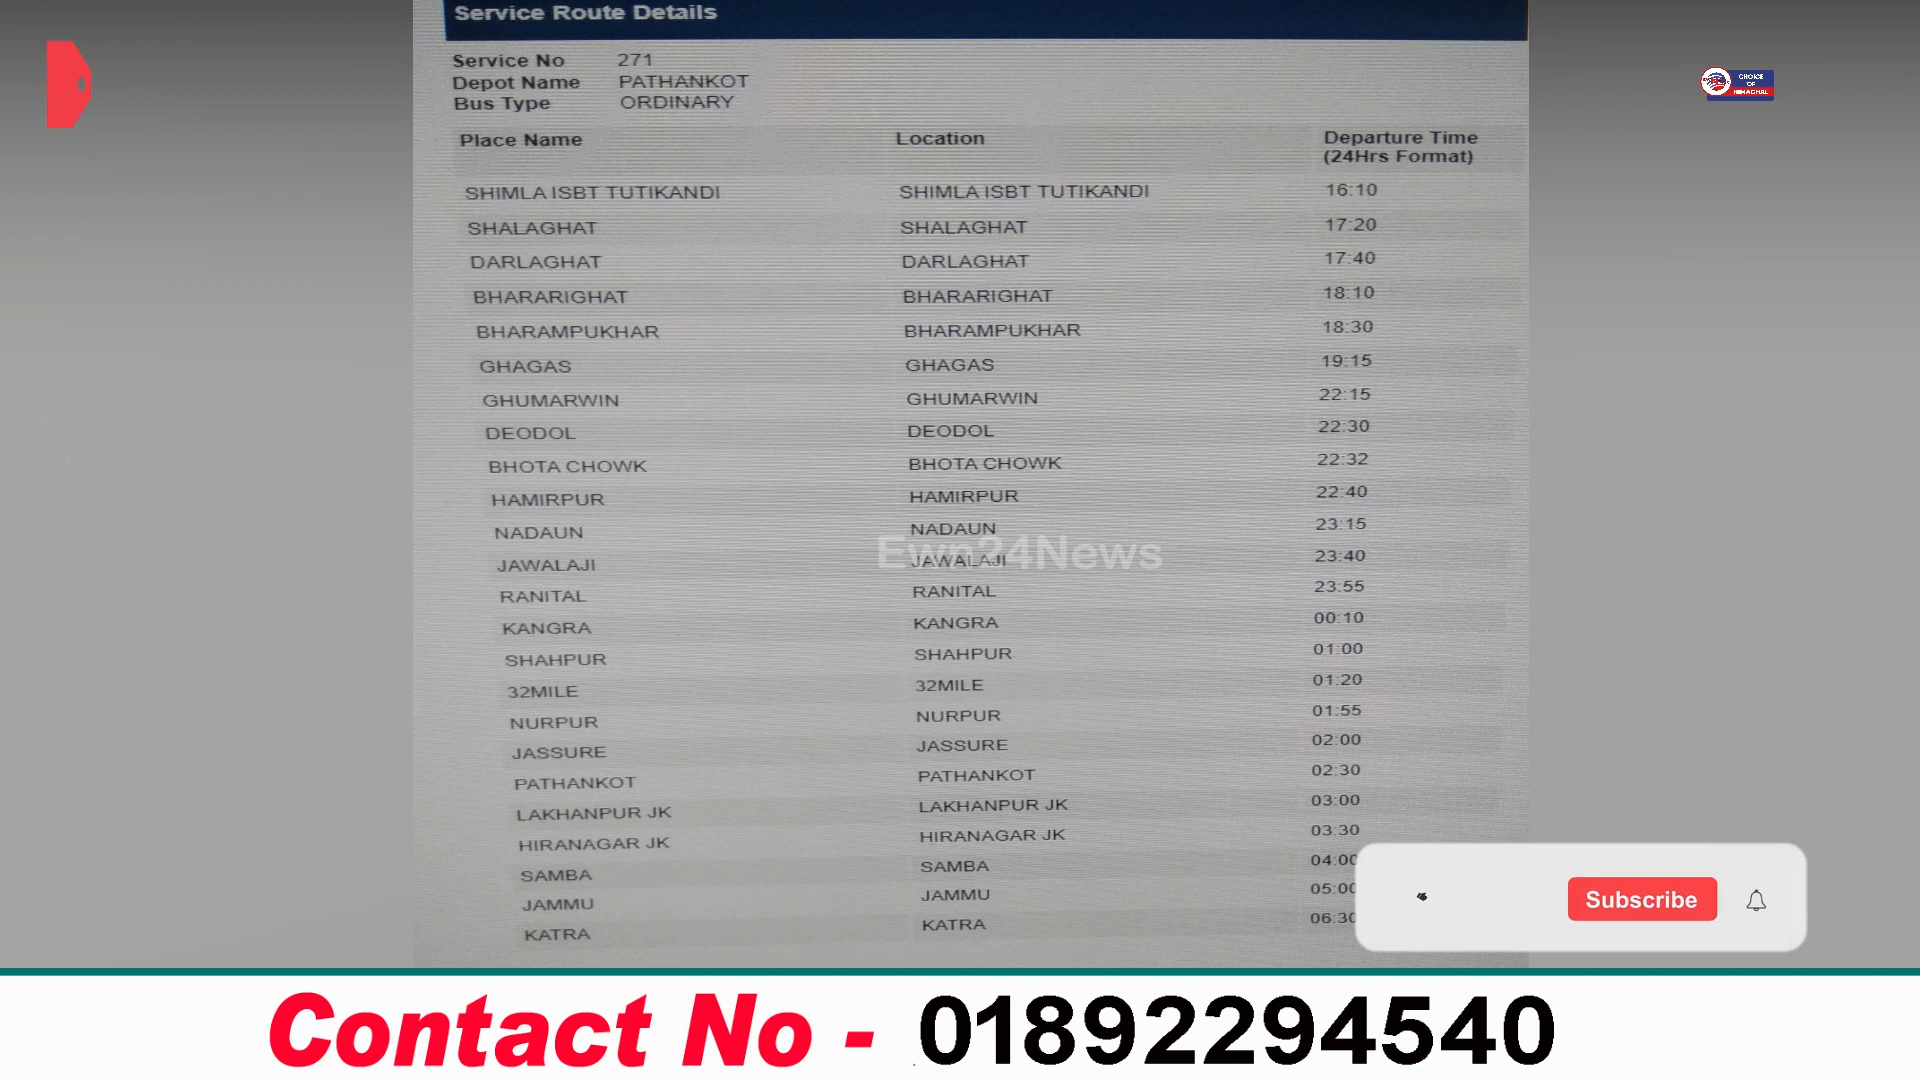 Service Route Details
Service No 271
Depot Name PATHANKOT
Bus Type ORDINARY
CHOICE
OF
HIMACHAL
Place Name Location Departure Time
(24Hrs Format)
SHIMLA ISBT TUTIKANDI SHIMLA ISBT TUTIKANDI 16:10
SHALAGHAT SHALAGHAT 17:20
DARLAGHAT DARLAGHAT 17:40
BHARARIGHAT BHARARIGHAT 18:10
BHARAMPUKHAR BHARAMPUKHAR 18:30
GHAGAS GHAGAS 19:15
GHUMARWIN GHUMARWIN 22:15
DEODOL DEODOL 22:30
BHOTA CHOWK BHOTA CHOWK 22:32
HAMIRPUR HAMIRPUR 22:40
NADAUN NADAUN 23:15
Ewn24News
JAWALAJI JAWALAJI 23:40
RANITAL RANITAL 23:55
KANGRA KANGRA 00:10
SHAHPUR SHAHPUR 01:00
32MILE 32MILE 01:20
NURPUR NURPUR 01:55
JASSURE JASSURE 02:00
PATHANKOT PATHANKOT 02:30
LAKHANPUR JK LAKHANPUR JK 03:00
HIRANAGAR JK HIRANAGAR JK 03:30
SAMBA SAMBA 04:00
JAMMU JAMMU 05:00
KATRA KATRA 06:30
Subscribe
Contact No - 01892294540